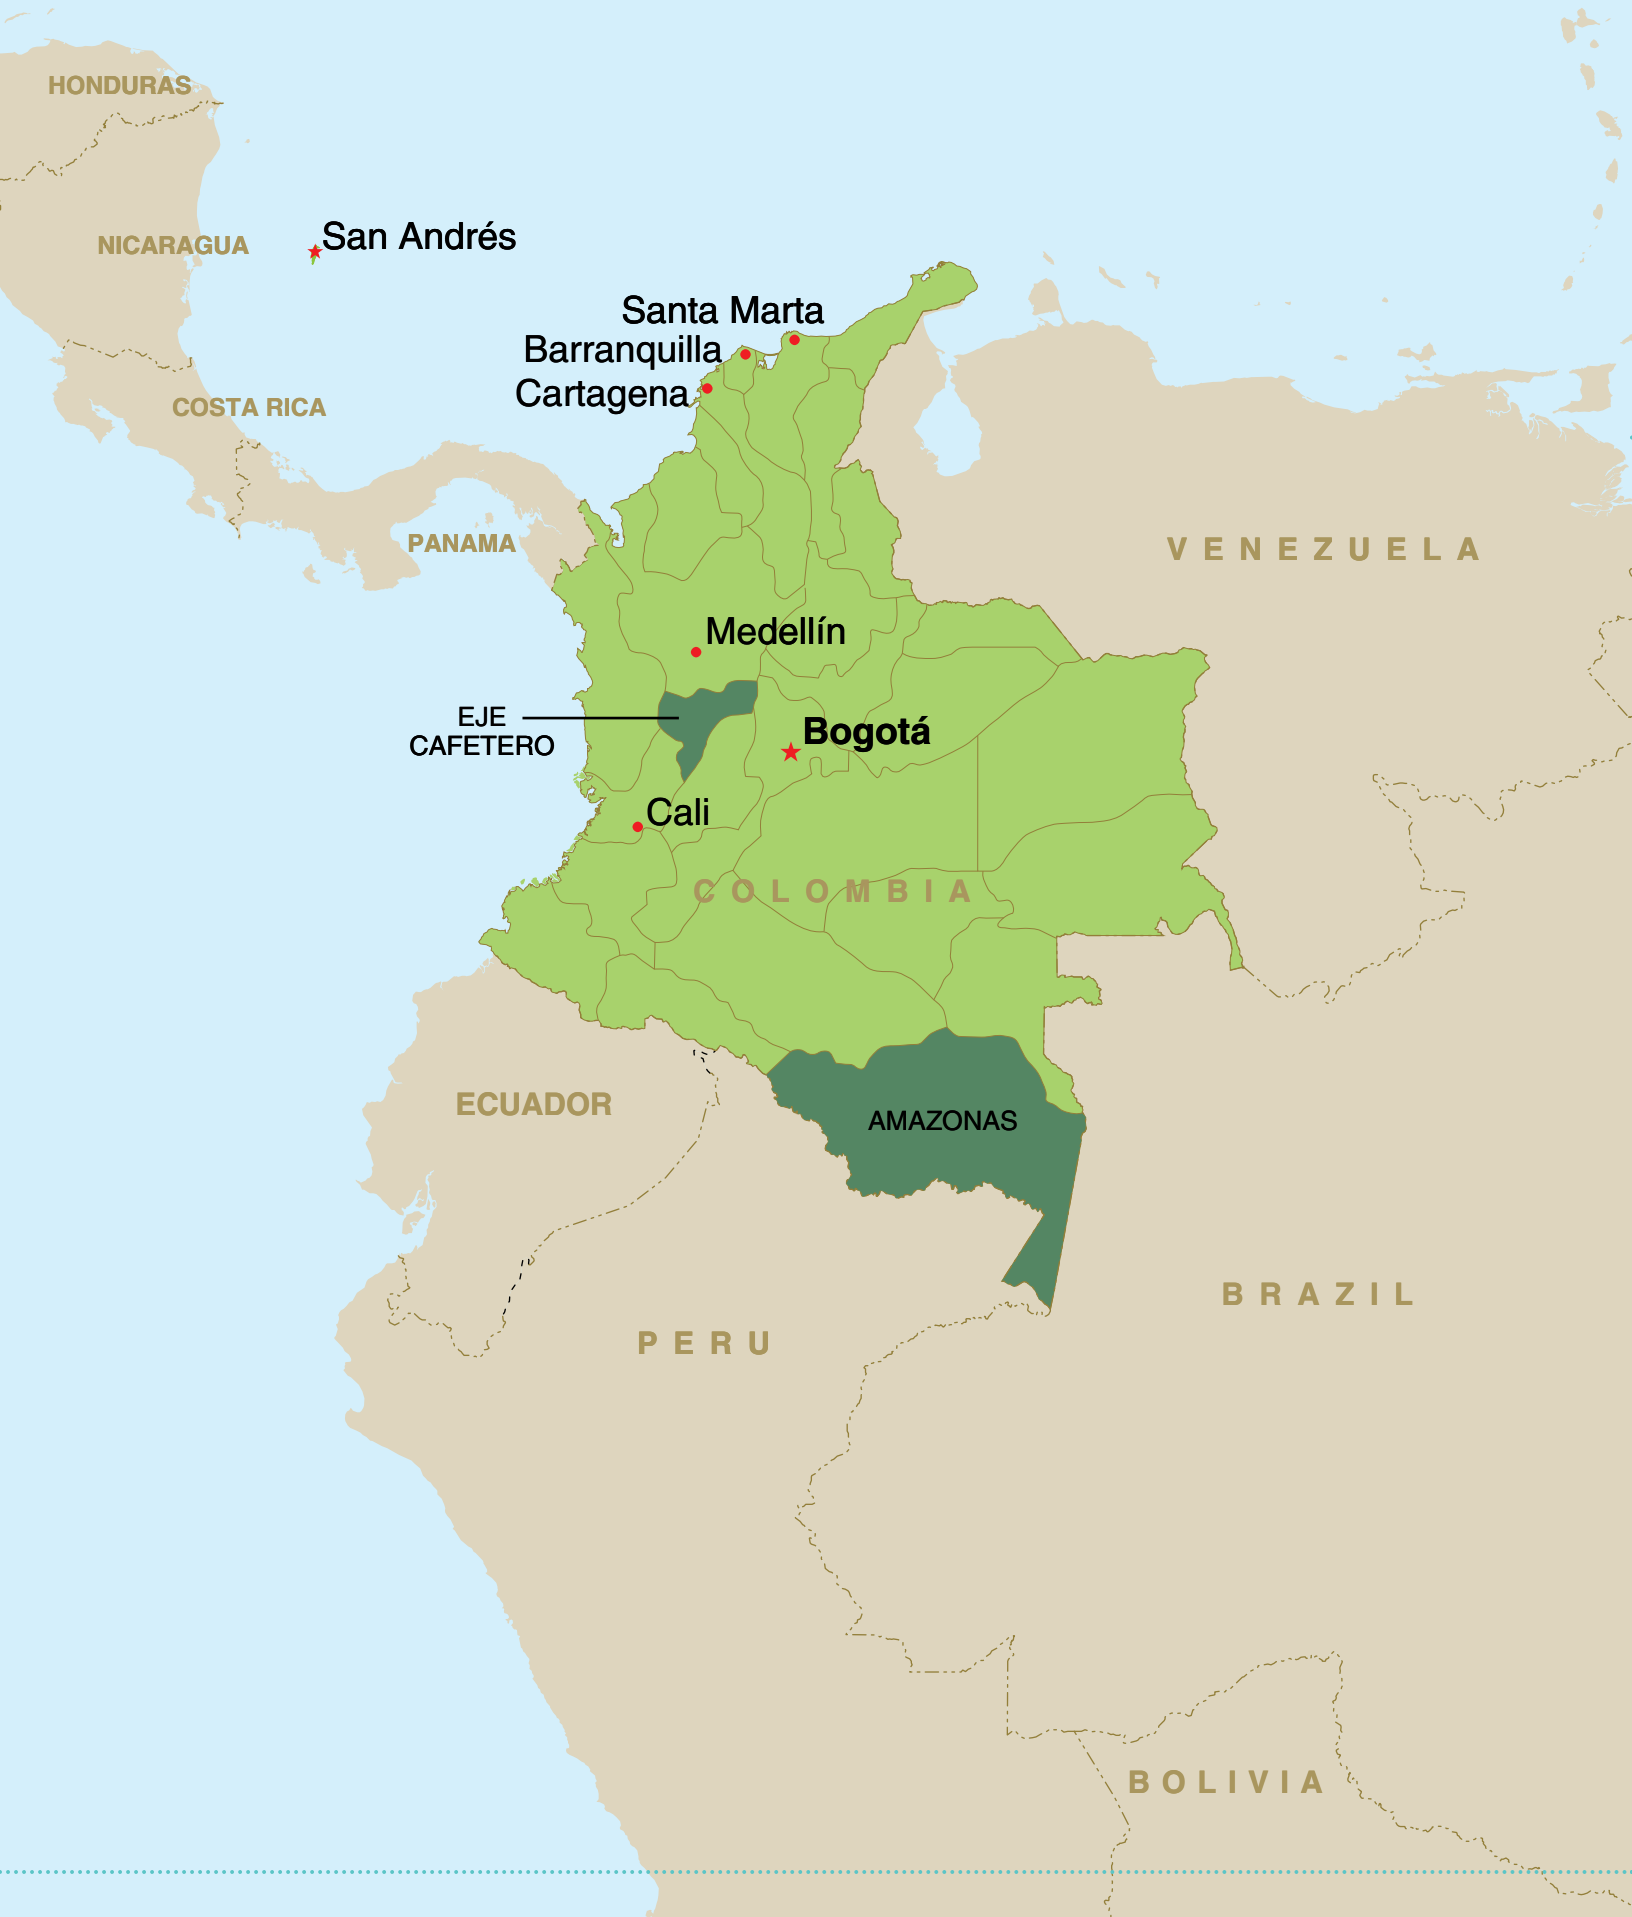 HONDURAS
NICARAGUA
San Andrés
Santa Marta
Barranquilla
Cartagena
COSTA RICA
PANAMA
VENEZUELA
Medellín
EJE
CAFETERO
Bogotá
Cali
COLOMBIA
ECUADOR
AMAZONAS
BRAZIL
PERU
BOLIVIA